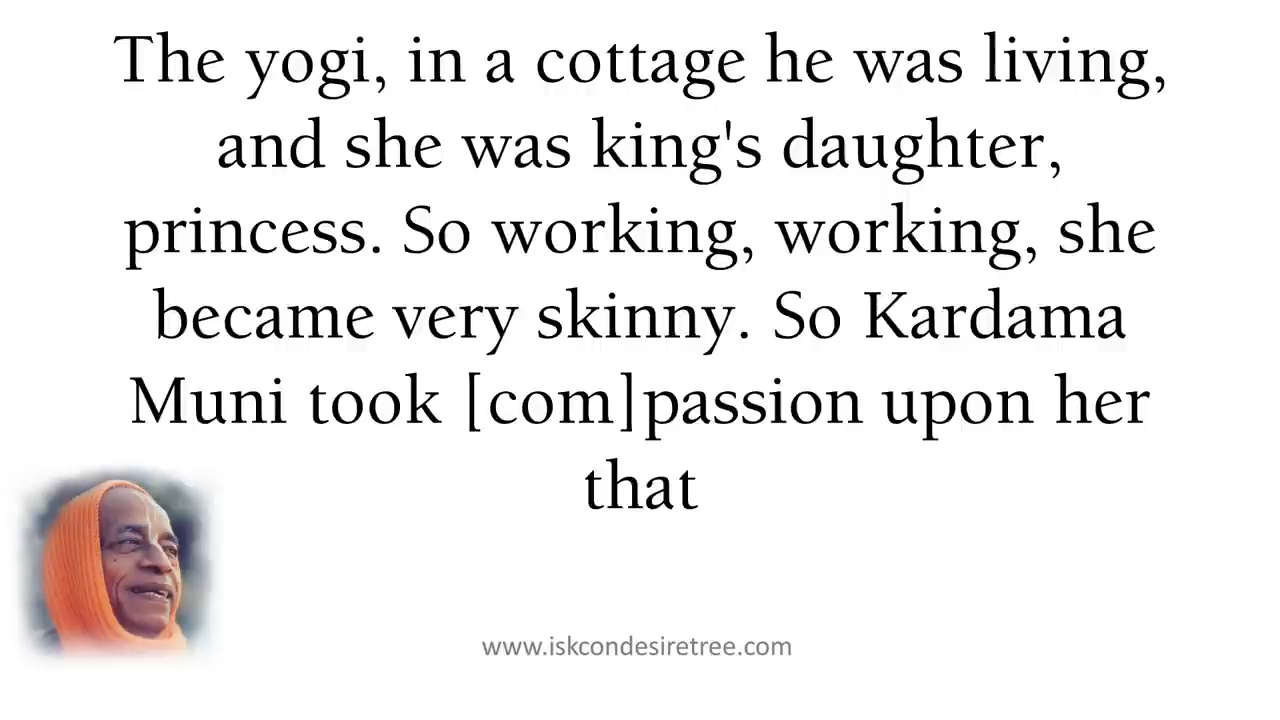 The yogi, in a cottage he was living,
and she was king's daughter,
princess. So working, working, she
became very skinny. So Kardama
Muni took [com]passion upon her
that
www.iskcondesiretree.com